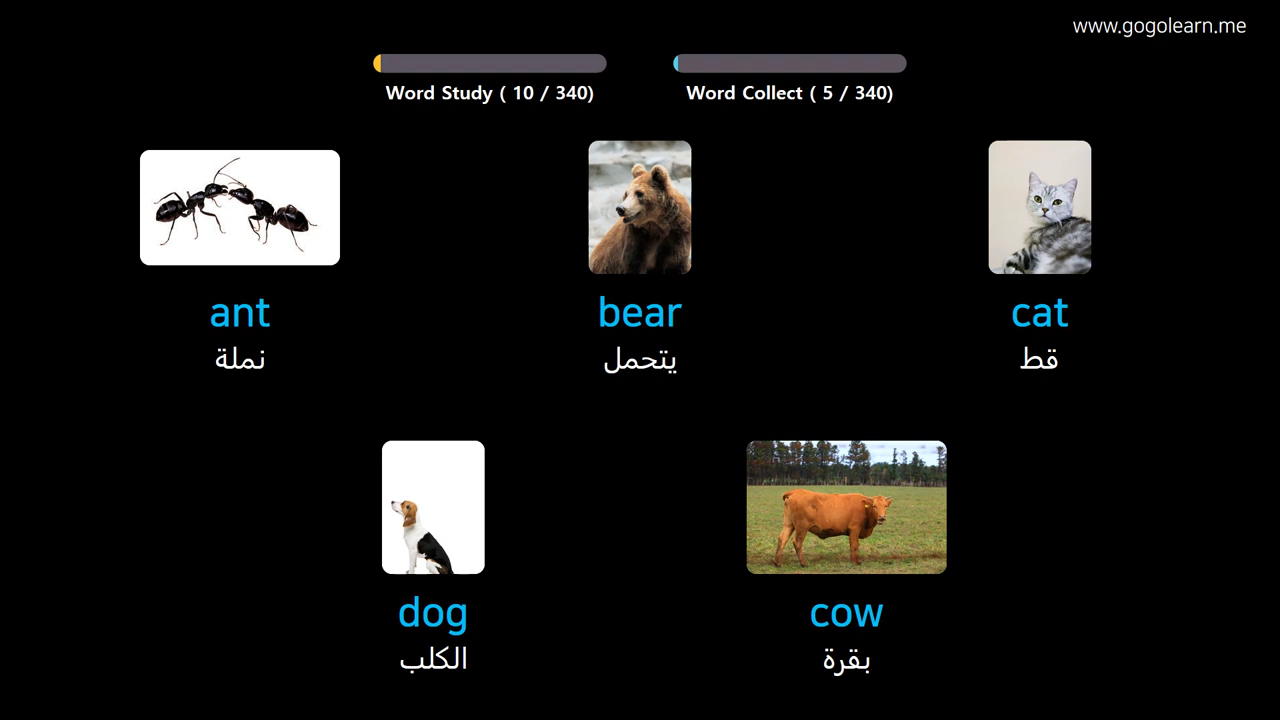 www.gogolearn.me
Word Study ( 10 / 340)
Word Collect ( 5 / 340)
ant
نملة
bear
يتحمل
cat
قط
dog
الكلب
cow
بقرة